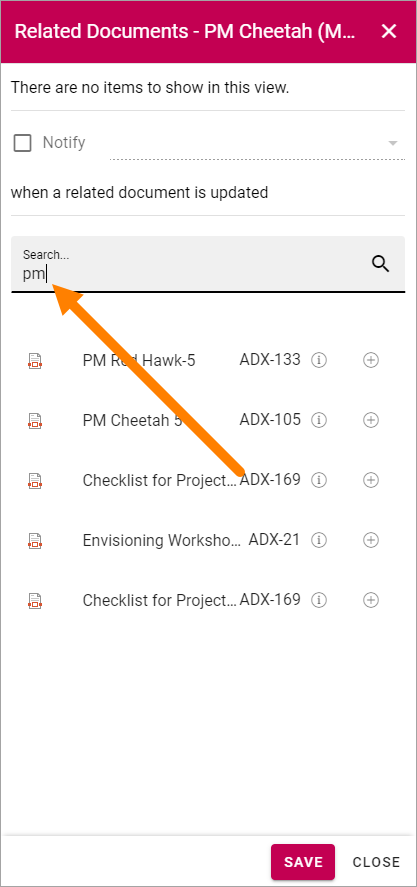 Related Documents - PM Cheetah (M...
There are no items to show in this view.
Notify
when a related document is updated
Search...
pm
PM Red Hawk-5 ADX-133
PM Cheetah 5 ADX-105
Checklist for Project... ADX-169
Envisioning Worksho... ADX-21
Checklist for Project... ADX-169
SAVE CLOSE